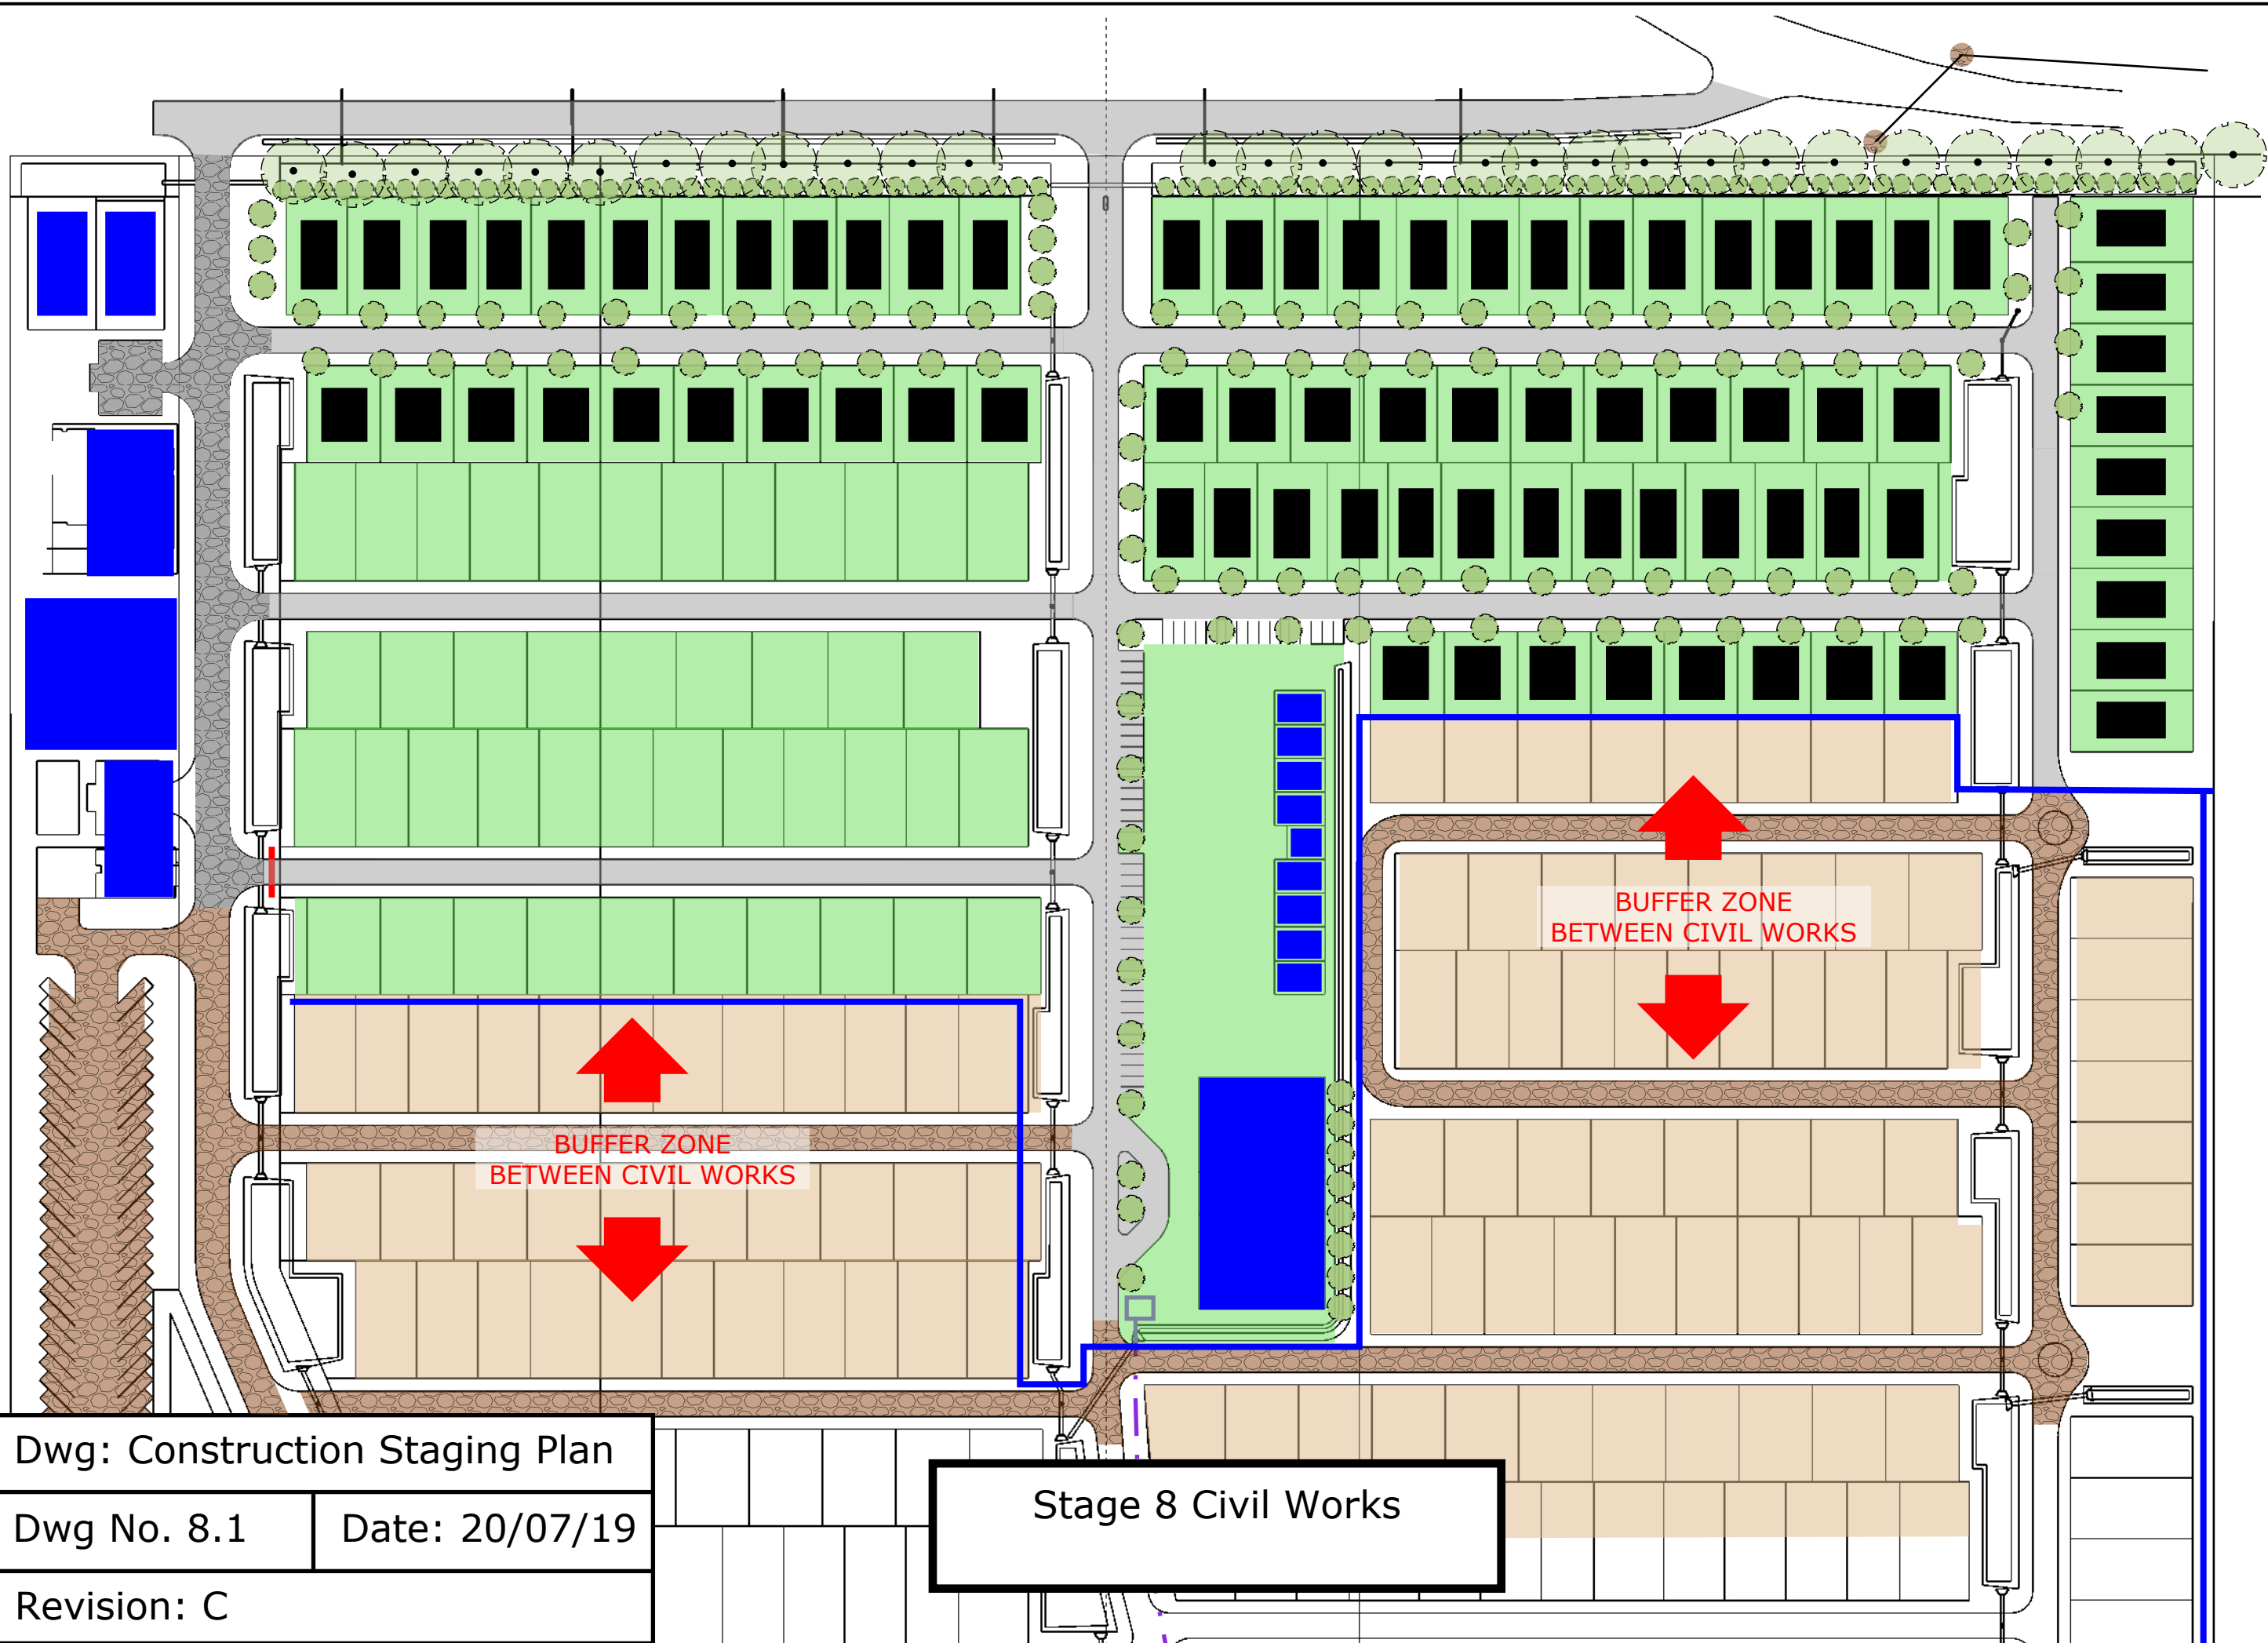 BUFFER ZONE
BETWEEN CIVIL WORKS
BUFFER ZONE
BETWEEN CIVIL WORKS
Dwg: Construction Staging Plan
Dwg No. 8.1
Date: 20/07/19
Revision: C
Stage 8 Civil Works